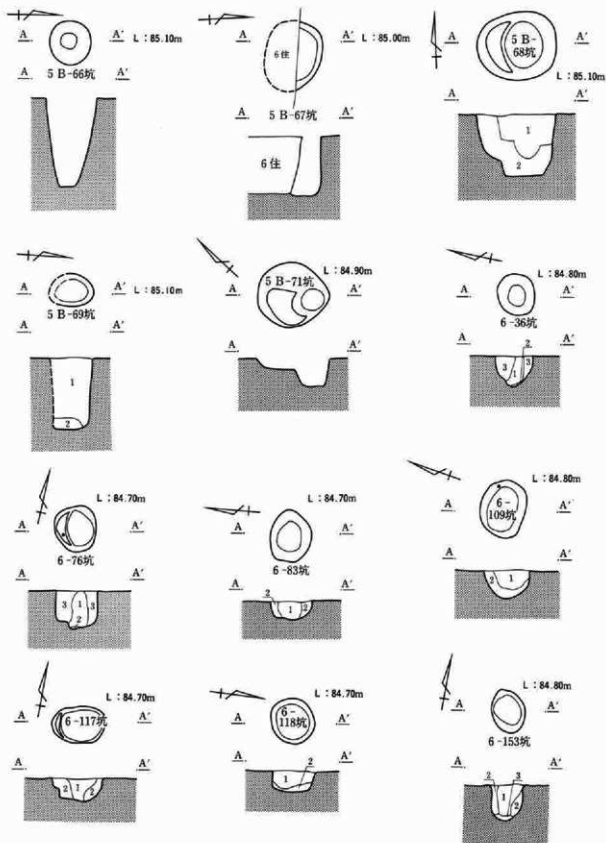 A A' L：85.10m
5 B-66坑
A A'
A A' L：85.00m
6住
5 B-67坑
A A'
6住
A A'
5 B-
68坑
L：85.10m
A A'
1
2
A A' L：85.10m
5 B-69坑
A A'
1
2
L：84.90m
A A'
5 B-71坑
A A'
L：84.80m
A A'
6-36坑
A A'
2
3 1 3
L：84.70m
A A'
6-76坑
A A'
3 1 3
2
L：84.70m
A A'
6-83坑
A A'
2 1 2
L：84.80m
A A'
6-
109坑
A A'
2 1
L：84.70m
A A'
6-117坑
A A'
2 1 2
L：84.70m
A A'
6-
118坑
A A'
1 2
L：84.80m
A A'
6-153坑
A A'
2 3
1 2